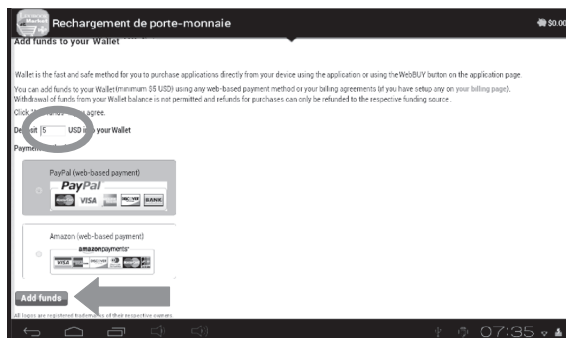 Rechargement de porte-monnaie
$0.00
Add funds to your Wallet
Wallet is the fast and safe method for you to purchase applications directly from your device using the application or using the WebBUY button on the application page.
You can add funds to your Wallet(minimum $5 USD) using any web-based payment method or your billing agreements (if you have setup any on your billing page).
Withdrawal of funds from your Wallet balance is not permitted and refunds for purchases can only be refunded to the respective funding source.
Click agree.
Deposit 5 USD into your Wallet
PayPal (web-based payment)
PayPal
VISA DISCOVER BANK
Amazon (web-based payment)
amazonpayments
VISA DISCOVER
Add funds
All logos are registered trademarks of their respective owners.
07:35